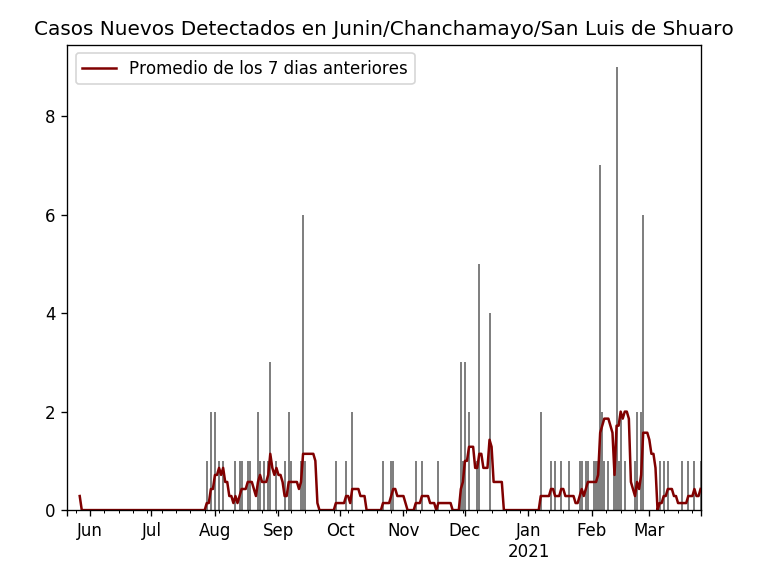 Casos Nuevos Detectados en Junin/Chanchamayo/San Luis de Shuaro
Promedio de los 7 dias anteriores
8
6
4
2
0
Jun Jul Aug Sep Oct Nov Dec Jan Feb Mar
2021